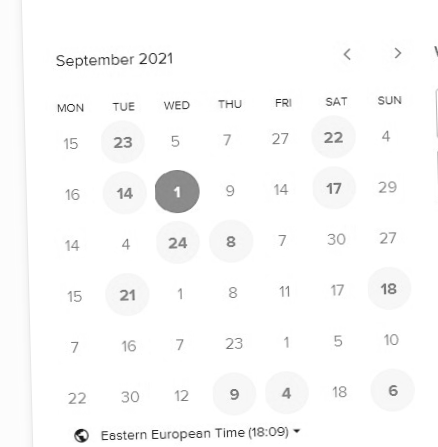 September 2021 < > V
MON TUE WED THU FRI SAT SUN
15 23 5 7 27 22 4
16 14 1 9 14 17 29
14 4 24 8 7 30 27
15 21 1 8 11 17 18
7 16 7 23 1 5 10
22 30 12 9 4 18 6
Eastern European Time (18:09)